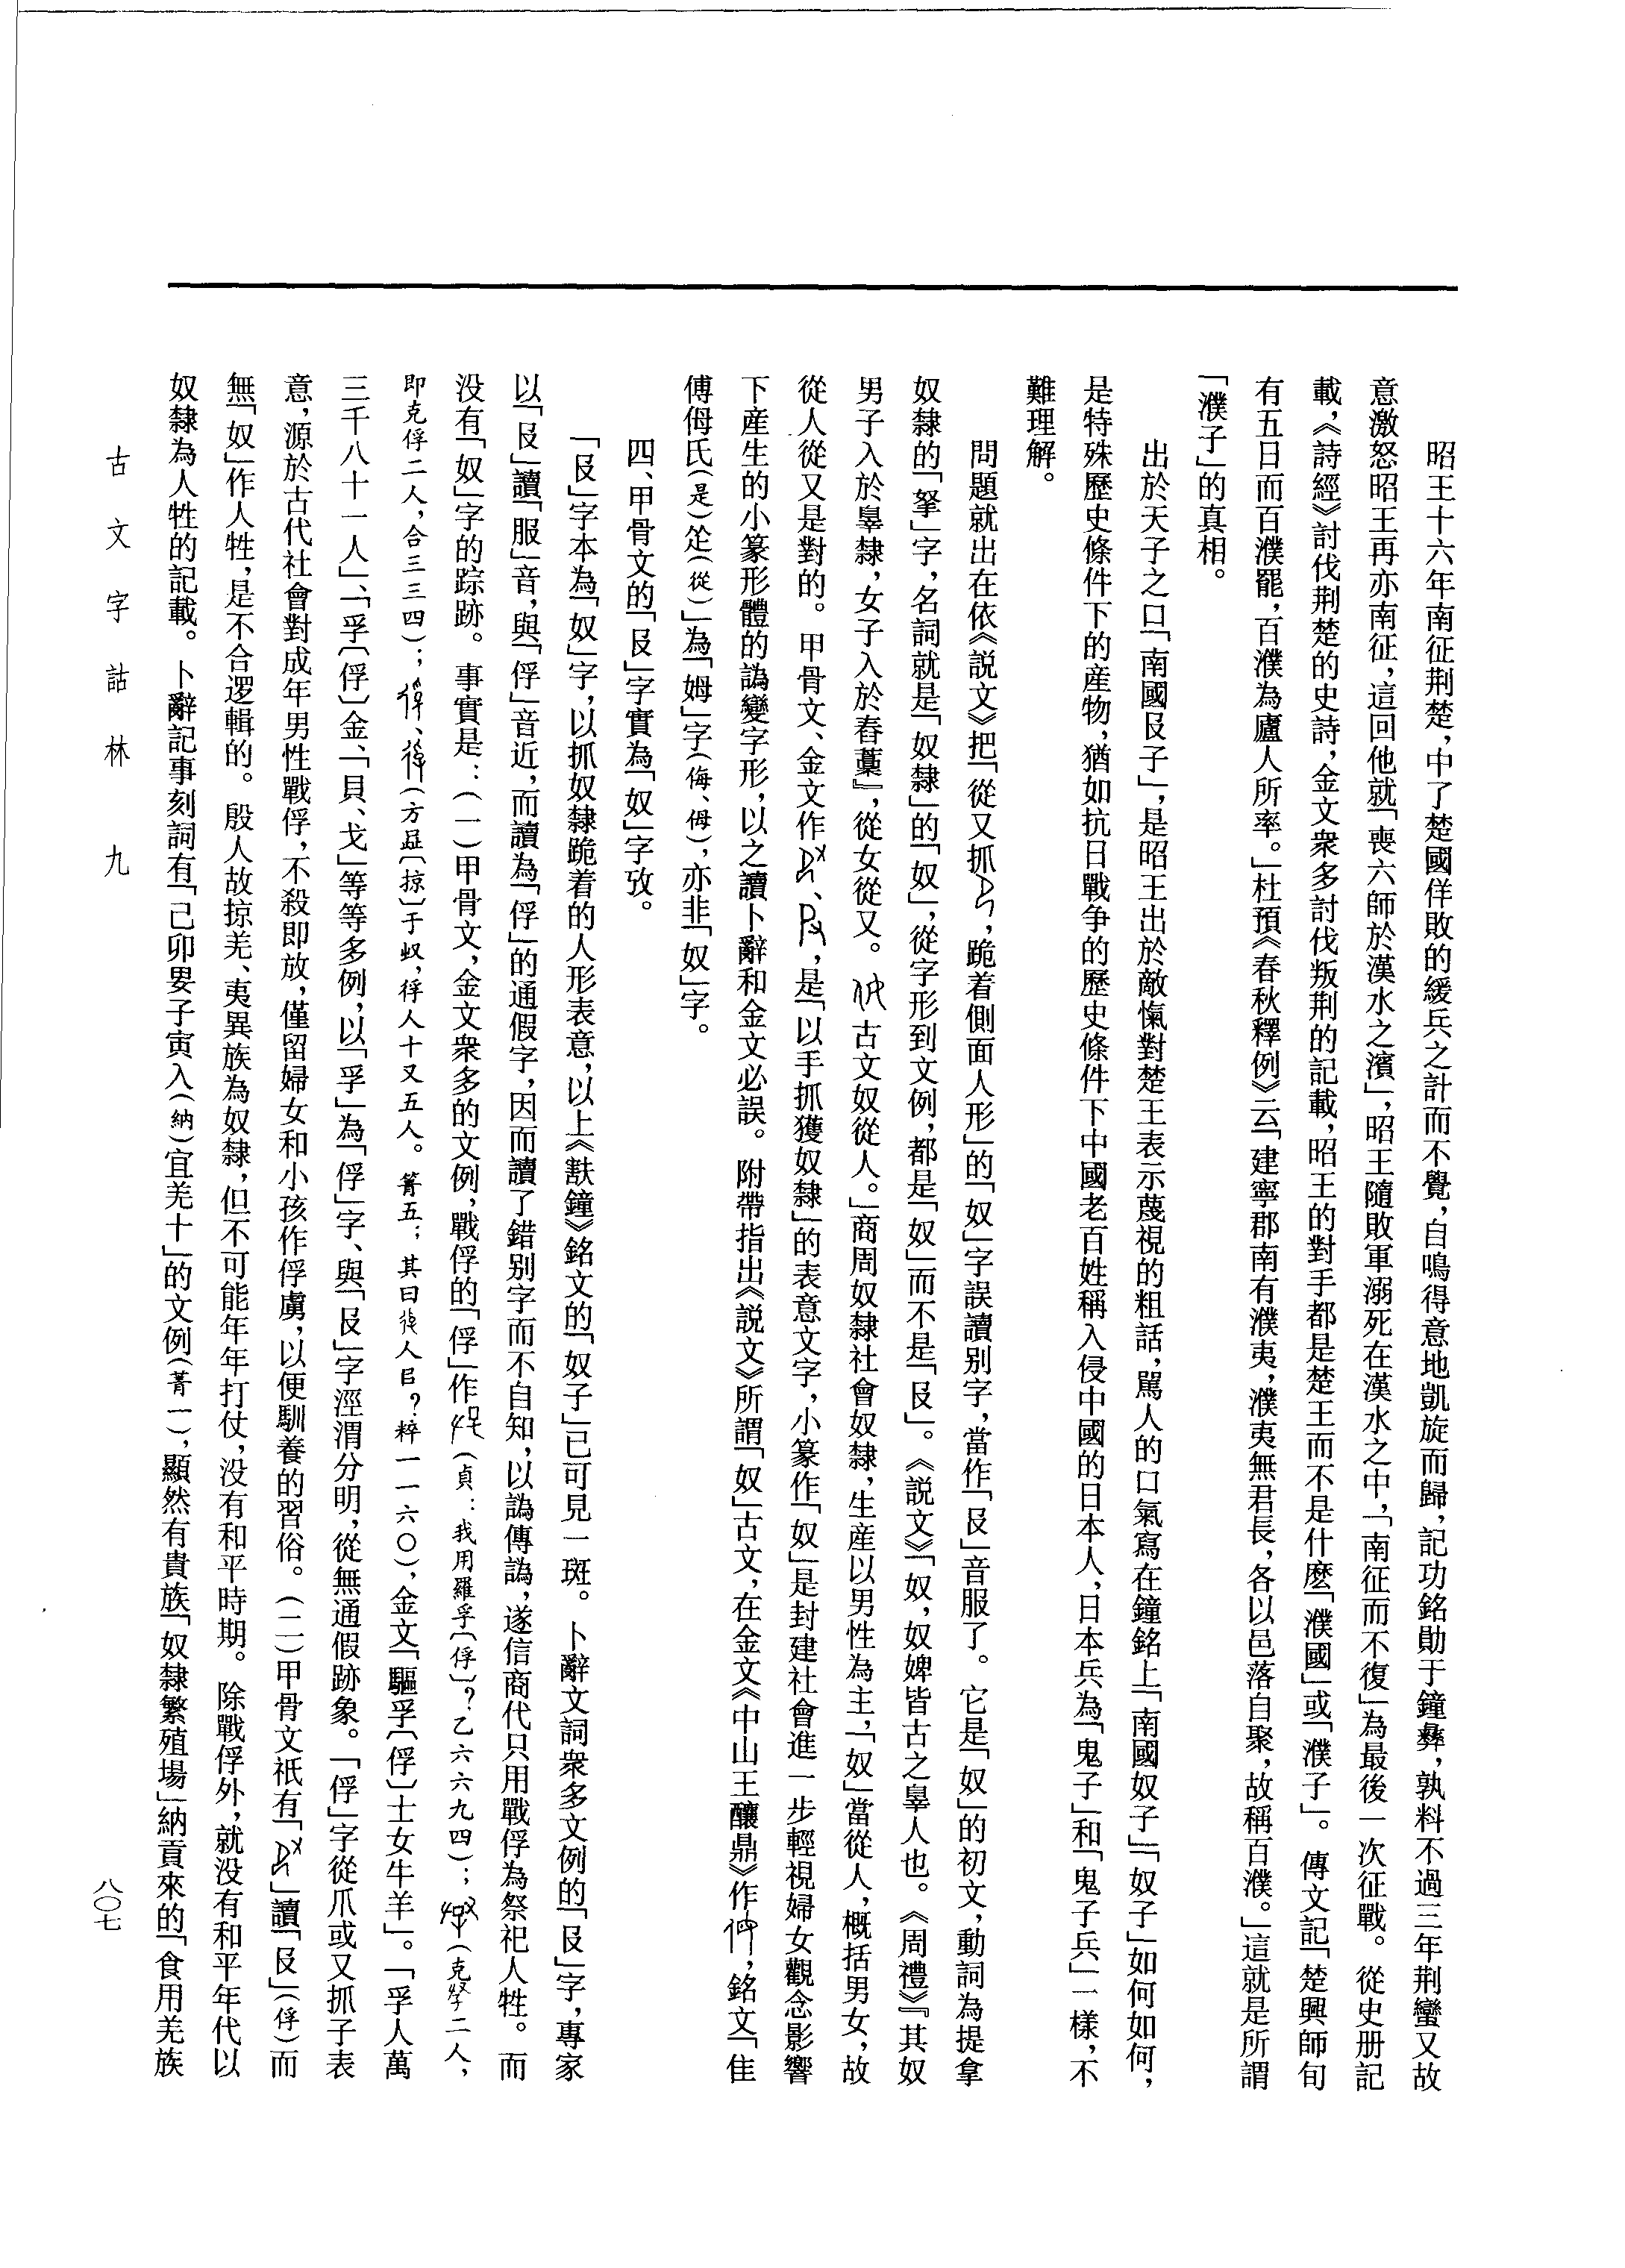 昭王十六年南征荆楚，中了楚國佯敗的緩兵之計而不覺，自鳴得意地凱旋而歸，記功銘勛于鐘彝，孰料不過三年荆蠻又故
意激怒昭王再亦南征，這回他就「喪六師於漢水之濱」，昭王隨敗軍溺死在漢水之中，「南征而不復」為最後一次征戰。從史册記
載，《詩經》討伐荆楚的史詩，金文衆多討伐叛荆的記載，昭王的對手都是楚王而不是什麽「濮國」或「濮子」。傳文記「楚興師旬
有五日而百濮罷，百濮為廬人所率。」杜預《春秋釋例》云「建寧郡南有濮夷，濮夷無君長，各以邑落自聚，故稱百濮。」這就是所謂
「濮子」的真相。
出於天子之口「南國𠬝子」，是昭王出於敵愾對楚王表示蔑視的粗話，駡人的口氣寫在鐘銘上「南國奴子」「奴子」如何如何，
是特殊歷史條件下的産物，猶如抗日戰争的歷史條件下中國老百姓稱入侵中國的日本人，日本兵為「鬼子」和「鬼子兵」一樣，不
難理解。
問題就出在依《説文》把「從又抓，跪着側面人形」的「奴」字誤讀别字，當作「𠬝」音服了。它是「奴」的初文，動詞為提拿
奴隸的「拏」字，名詞就是「奴隸」的「奴」，從字形到文例，都是「奴」而不是「𠬝」。《説文》「奴，奴婢皆古之辠人也。《周禮》『其奴
男子入於辠隸，女子入於舂藁』，從女從又。古文奴從人。」商周奴隸社會奴隸，生産以男性為主，「奴」當從人，概括男女，故
從人從又是對的。甲骨文、金文作、，是「以手抓獲奴隸」的表意文字，小篆作「奴」是封建社會進一步輕視婦女觀念影響
下産生的小篆形體的譌變字形，以之讀卜辭和金文必誤。附帶指出《説文》所謂「奴」古文，在金文《中山王䥗鼎》作，銘文「隹
傅侮氏（是）（從）」為「姆」字（侮、㑄），亦非「奴」字。
四、甲骨文的「𠬝」字實為「奴」字攷。
「𠬝」字本為「奴」字，以抓奴隸跪着的人形表意，以上《㝬鐘》銘文的「奴子」已可見一斑。卜辭文詞衆多文例的「𠬝」字，專家
以「𠬝」讀「服」音，與「俘」音近，而讀為「俘」的通假字，因而讀了錯别字而不自知，以譌傳譌，遂信商代只用戰俘為祭祀人牲。而
没有「奴」字的踪跡。事實是：（一）甲骨文，金文衆多的文例，戰俘的「俘」作（貞：我用羅孚〔俘〕？乙六六九四）；（克二人，
即克俘二人，合三三四）；、（方〔掠〕于，俘人十又五人。菁五；其曰人㠯？粹一一六〇），金文「驅孚〔俘〕士女牛羊」。「孚人萬
三千八十一人」、「孚〔俘〕金、「貝、戈」等等多例，以「孚」為「俘」字、與「𠬝」字涇渭分明，從無通假跡象。「俘」字從爪或又抓子表
意，源於古代社會對成年男性戰俘，不殺即放，僅留婦女和小孩作俘虜，以便馴養的習俗。（二）甲骨文祇有「」讀「𠬝」（俘）而
無「奴」作人牲，是不合逻輯的。殷人故掠羌、夷異族為奴隸，但不可能年年打仗，没有和平時期。除戰俘外，就没有和平年代以
奴隸為人牲的記載。卜辭記事刻詞有「己卯㛸子寅入（納）宜羌十」的文例（菁一），顯然有貴族「奴隸繁殖場」納貢來的「食用羌族
古文字詁林 九
八〇七